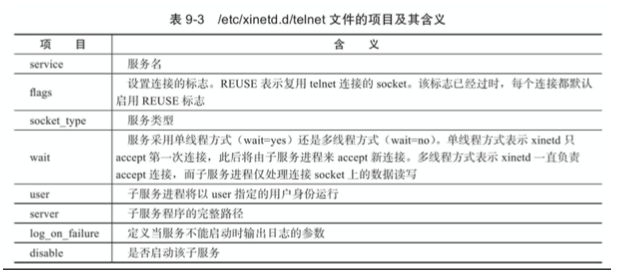 表 9-3 /etc/xinetd.d/telnet 文件的项目及其含义
项 目 含 义
service 服务名
flags 设置连接的标志。REUSE 表示复用 telnet 连接的 socket。该标志已经过时，每个连接都默认
启用 REUSE 标志
socket_type 服务类型
wait 服务采用单线程方式（wait=yes）还是多线程方式（wait=no）。单线程方式表示 xinetd 只
accept 第一次连接，此后将由子服务进程来 accept 新连接。多线程方式表示 xinetd 一直负责
accept 连接，而子服务进程仅处理连接 socket 上的数据读写
user 子服务进程将以 user 指定的用户身份运行
server 子服务程序的完整路径
log_on_failure 定义当服务不能启动时输出日志的参数
disable 是否启动该子服务